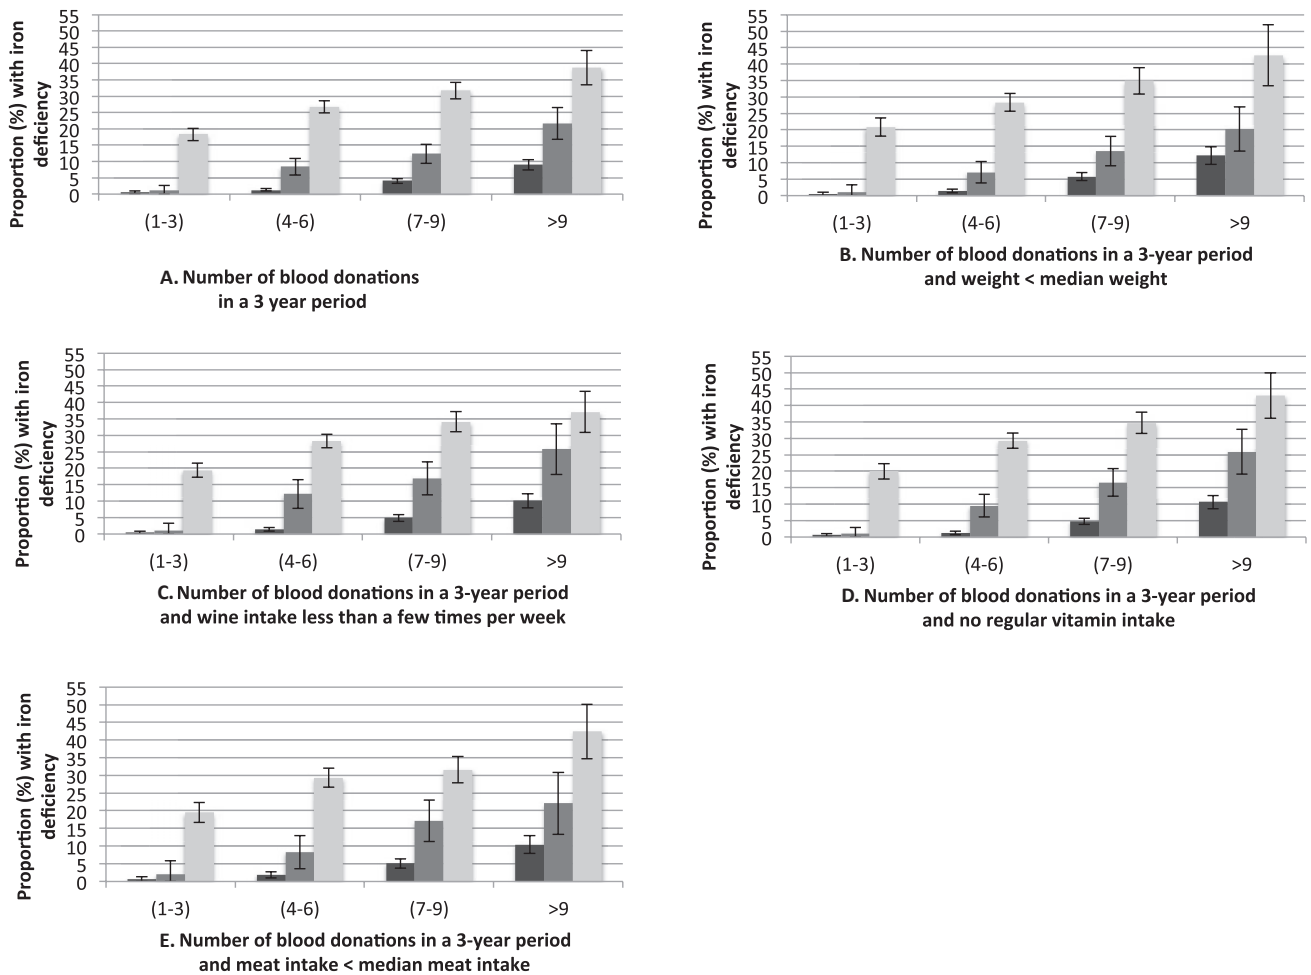 Proportion (%) with iron
deficiency
55
50
45
40
35
30
25
20
15
10
5
0
(1-3) (4-6) (7-9) >9
A. Number of blood donations
in a 3 year period
Proportion (%) with iron
deficiency
55
50
45
40
35
30
25
20
15
10
5
0
(1-3) (4-6) (7-9) >9
B. Number of blood donations in a 3-year period
and weight < median weight
Proportion (%) with iron
deficiency
55
50
45
40
35
30
25
20
15
10
5
0
(1-3) (4-6) (7-9) >9
C. Number of blood donations in a 3-year period
and wine intake less than a few times per week
Proportion (%) with iron
deficiency
55
50
45
40
35
30
25
20
15
10
5
0
(1-3) (4-6) (7-9) >9
D. Number of blood donations in a 3-year period
and no regular vitamin intake
Proportion (%) with iron
deficiency
55
50
45
40
35
30
25
20
15
10
5
0
(1-3) (4-6) (7-9) >9
E. Number of blood donations in a 3-year period
and meat intake < median meat intake